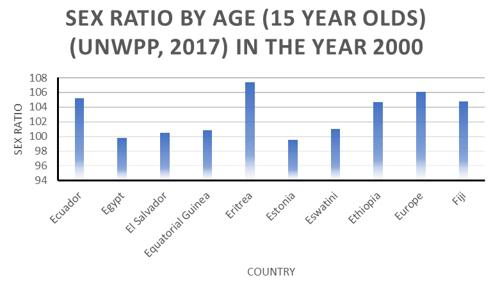 SEX RATIO BY AGE (15 YEAR OLDS)
(UNWPP, 2017) IN THE YEAR 2000
108
106
104
102
100
98
96
94
SEX RATIO
Ecuador
Egypt
El Salvador
Equatorial Guinea
Eritrea
Estonia
Eswatini
Ethiopia
Europe
Fiji
COUNTRY